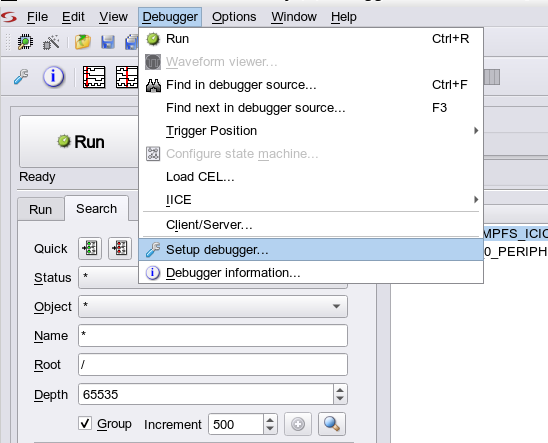 File Edit View Debugger Options Window Help
Run Ctrl+R
Waveform viewer...
Find in debugger source... Ctrl+F
Find next in debugger source... F3
Trigger Position
Configure state machine...
Load CEL...
IICE
Client/Server...
Setup debugger...
Debugger information...
Run
Ready
Run Search
MPFS_ICIC
0_PERIPH
Quick
Status *
Object *
Name *
Root /
Depth 65535
Group Increment 500